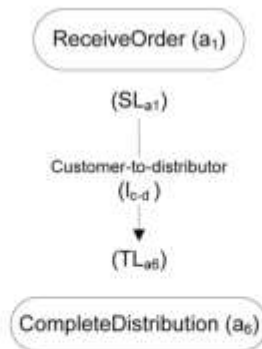 ReceiveOrder (a1)
(SLa1)
Customer-to-distributor
(Ic-d )
(TLa6)
CompleteDistribution (a6)